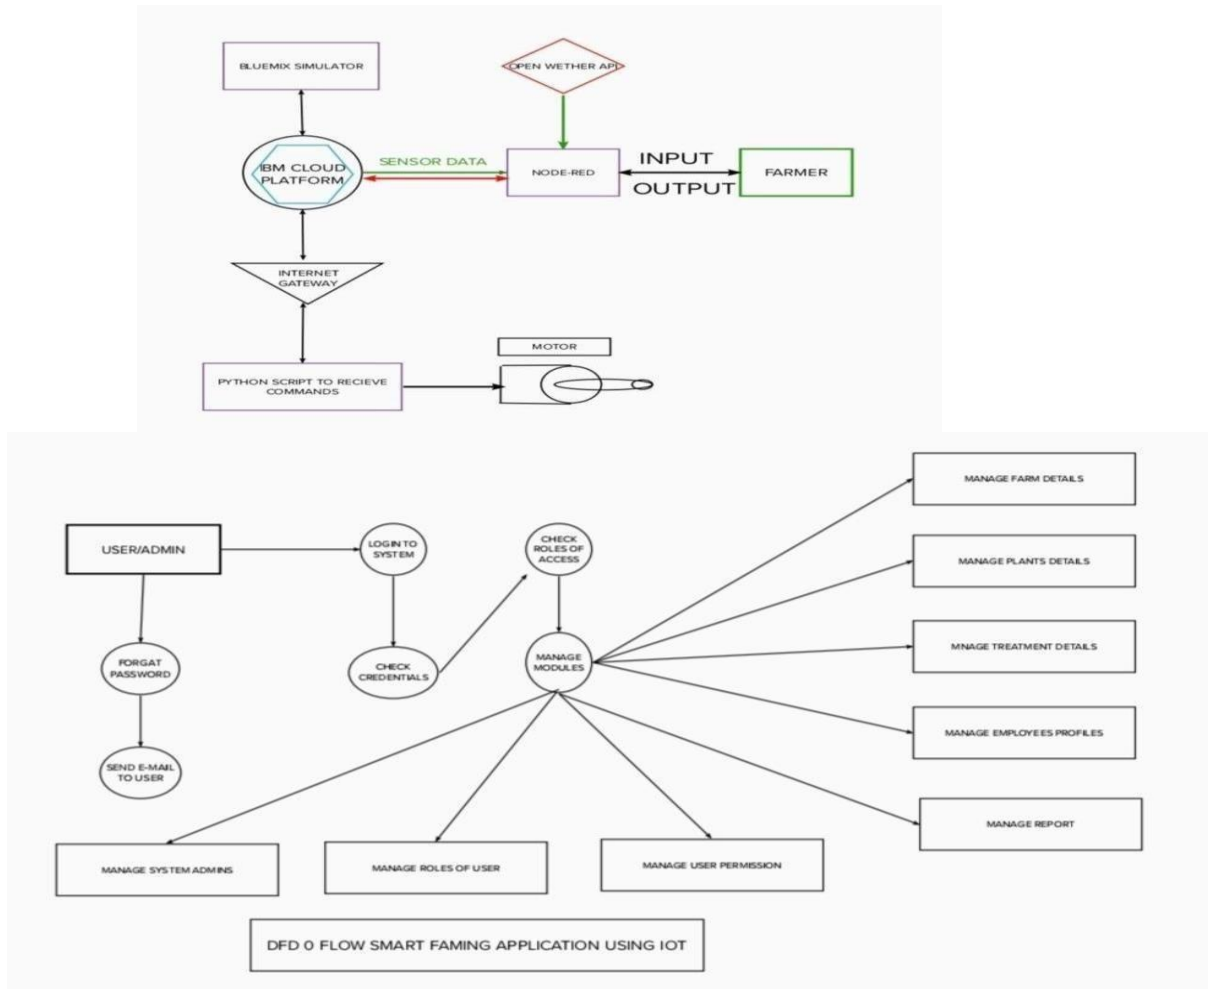 BLUEMIX SIMULATOR
OPEN WETHER API
IBM CLOUD
PLATFORM
SENSOR DATA
NODE-RED
INPUT
OUTPUT
FARMER
INTERNET
GATEWAY
MOTOR
PYTHON SCRIPT TO RECIEVE
COMMANDS
MANAGE FARM DETAILS
USER/ADMIN
LOGIN TO
SYSTEM
CHECK
ROLES OF
ACCESS
MANAGE PLANTS DETAILS
FORGAT
PASSWORD
CHECK
CREDENTIALS
MANAGE
MODULES
MNAGE TREATMENT DETAILS
MANAGE EMPLOYEES PROFILES
SEND E-MAIL
TO USER
MANAGE REPORT
MANAGE SYSTEM ADMINS
MANAGE ROLES OF USER
MANAGE USER PERMISSION
DFD 0 FLOW SMART FAMING APPLICATION USING IOT